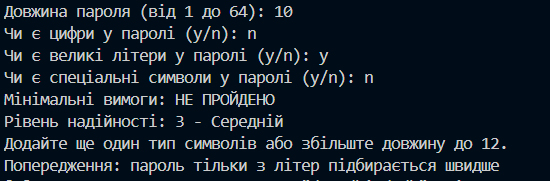 Довжина пароля (від 1 до 64): 10
Чи є цифри у паролі (y/n): n
Чи є великі літери у паролі (y/n): y
Чи є спеціальні символи у паролі (y/n): n
Мінімальні вимоги: НЕ ПРОЙДЕНО
Рівень надійності: 3 - Середній
Додайте ще один тип символів або збільште довжину до 12.
Попередження: пароль тільки з літер підбирається швидше